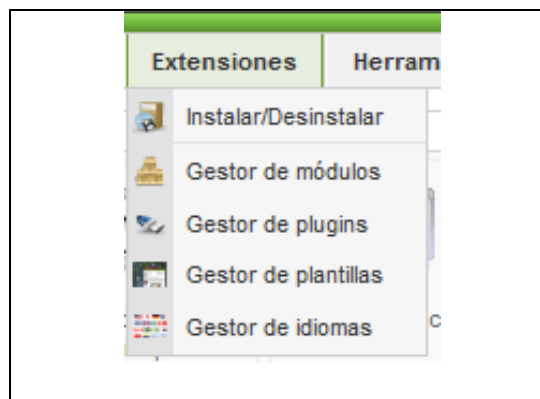 Extensiones Herram
Instalar/Desinstalar
Gestor de módulos
Gestor de plugins
Gestor de plantillas
Gestor de idiomas